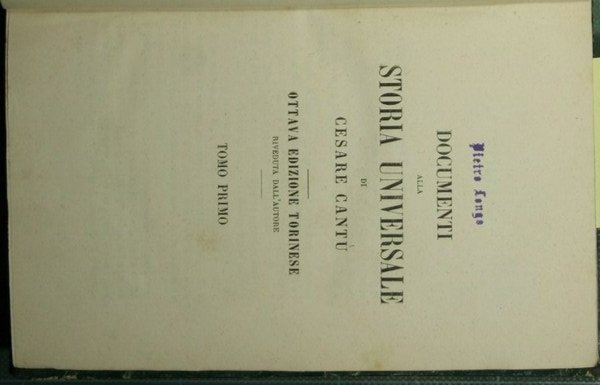 Pietro Longo
DOCUMENTI
ALLA
STORIA UNIVERSALE
DI
CESARE CANTÙ
OTTAVA EDIZIONE TORINESE
RIVEDUTA DALL'AUTORE
TOMO PRIMO